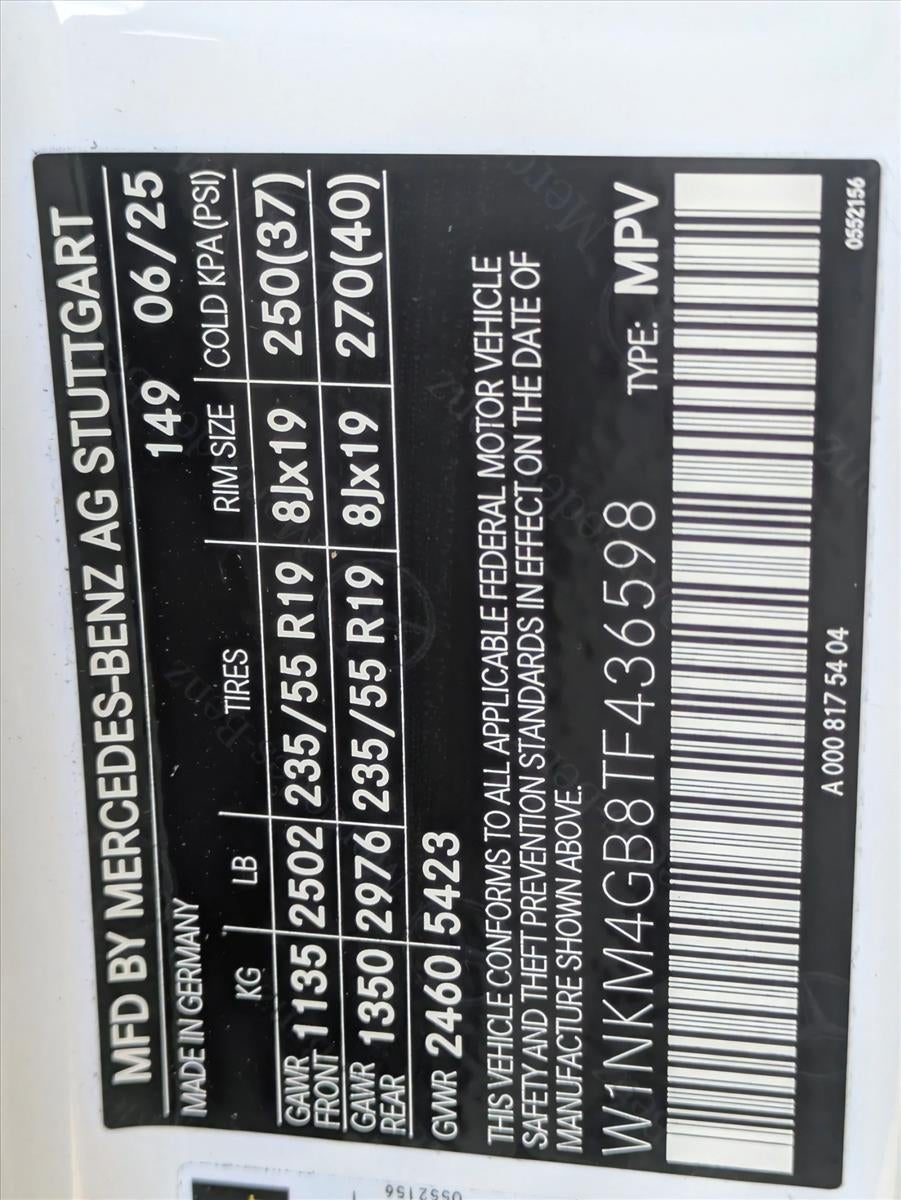 MFD BY MERCEDES-BENZ AG STUTTGART
MADE IN GERMANY 149 06/25
KG LB TIRES RIM SIZE COLD KPA(PSI)
GAWR FRONT 1135 2502 235/55 R19 8Jx19 250(37)
GAWR REAR 1350 2976 235/55 R19 8Jx19 270(40)
GVWR 2460 5423
THIS VEHICLE CONFORMS TO ALL APPLICABLE FEDERAL MOTOR VEHICLE
SAFETY AND THEFT PREVENTION STANDARDS IN EFFECT ON THE DATE OF
MANUFACTURE SHOWN ABOVE.
W1NKM4GB8TF436598 TYPE: MPV
A 000 817 54 04 0552156
0552156